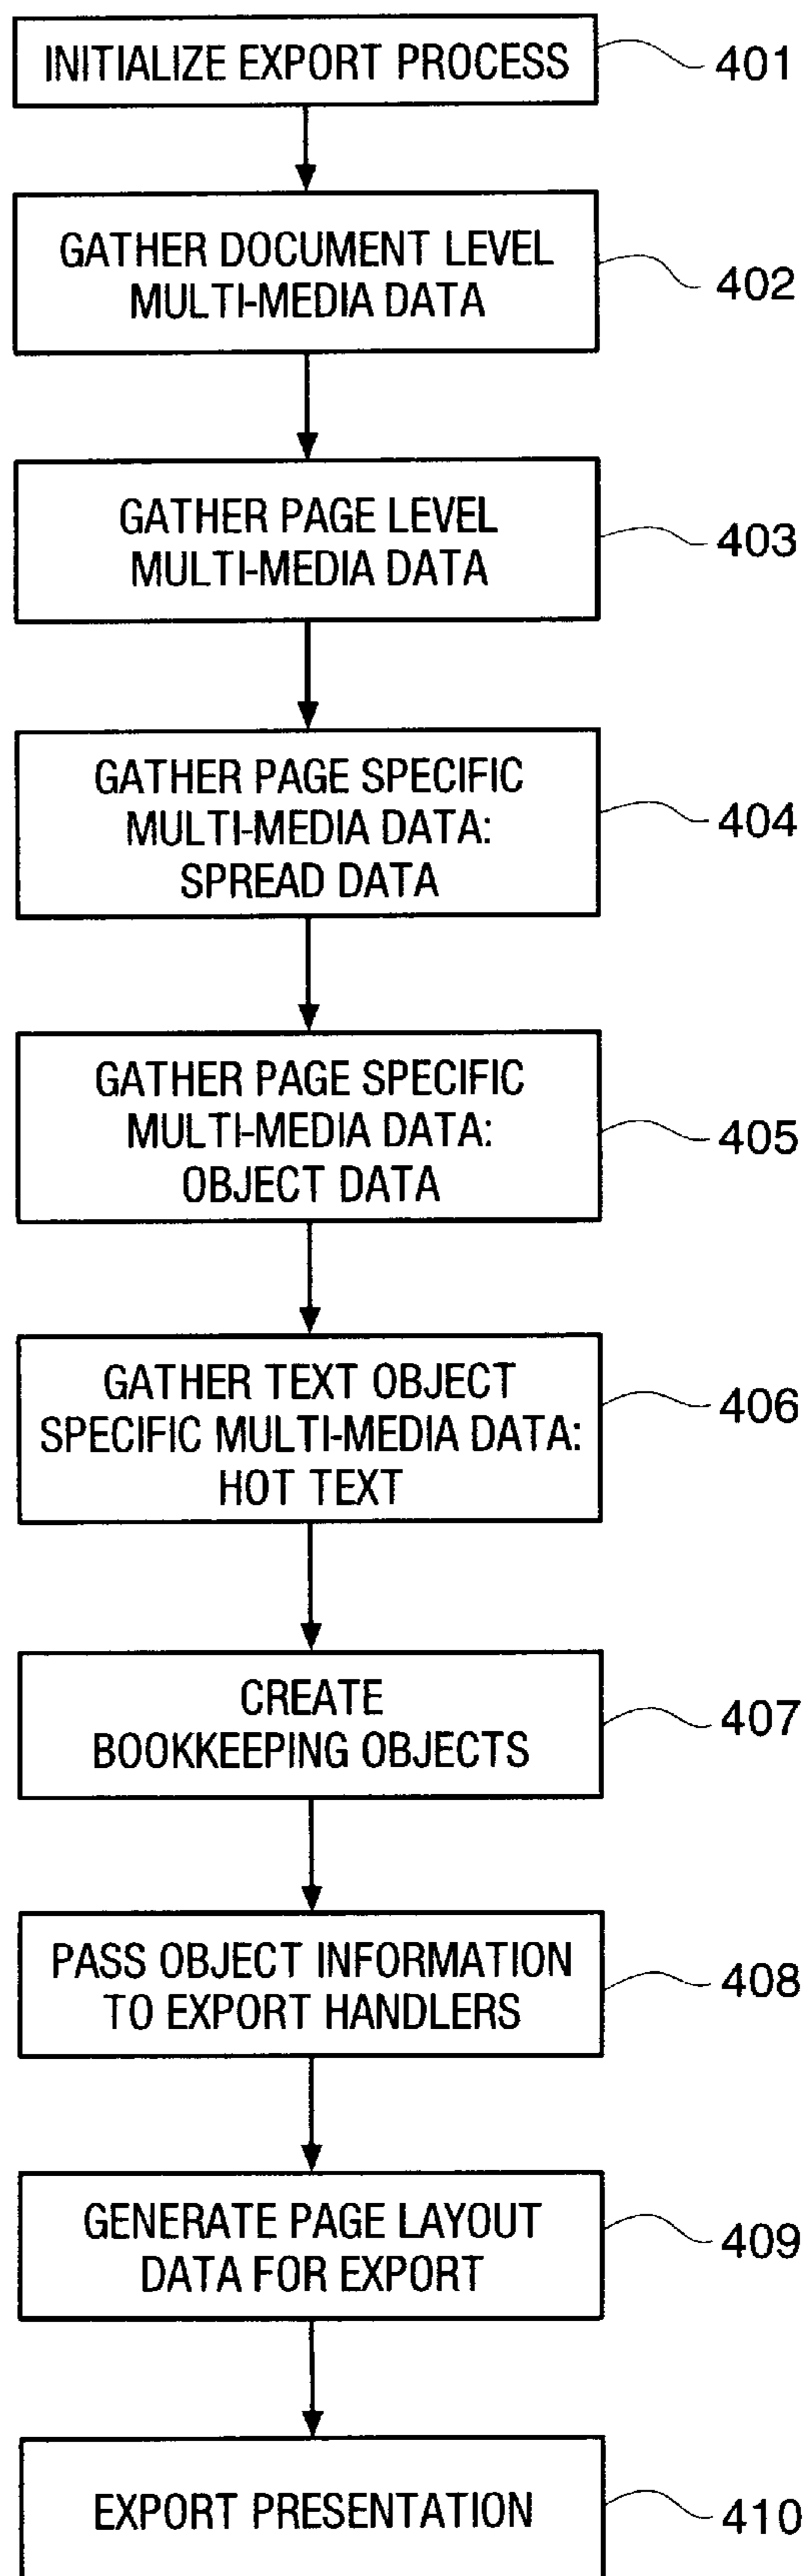 INITIALIZE EXPORT PROCESS
401
GATHER DOCUMENT LEVEL
MULTI-MEDIA DATA
402
GATHER PAGE LEVEL
MULTI-MEDIA DATA
403
GATHER PAGE SPECIFIC
MULTI-MEDIA DATA:
SPREAD DATA
404
GATHER PAGE SPECIFIC
MULTI-MEDIA DATA:
OBJECT DATA
405
GATHER TEXT OBJECT
SPECIFIC MULTI-MEDIA DATA:
HOT TEXT
406
CREATE
BOOKKEEPING OBJECTS
407
PASS OBJECT INFORMATION
TO EXPORT HANDLERS
408
GENERATE PAGE LAYOUT
DATA FOR EXPORT
409
EXPORT PRESENTATION
410